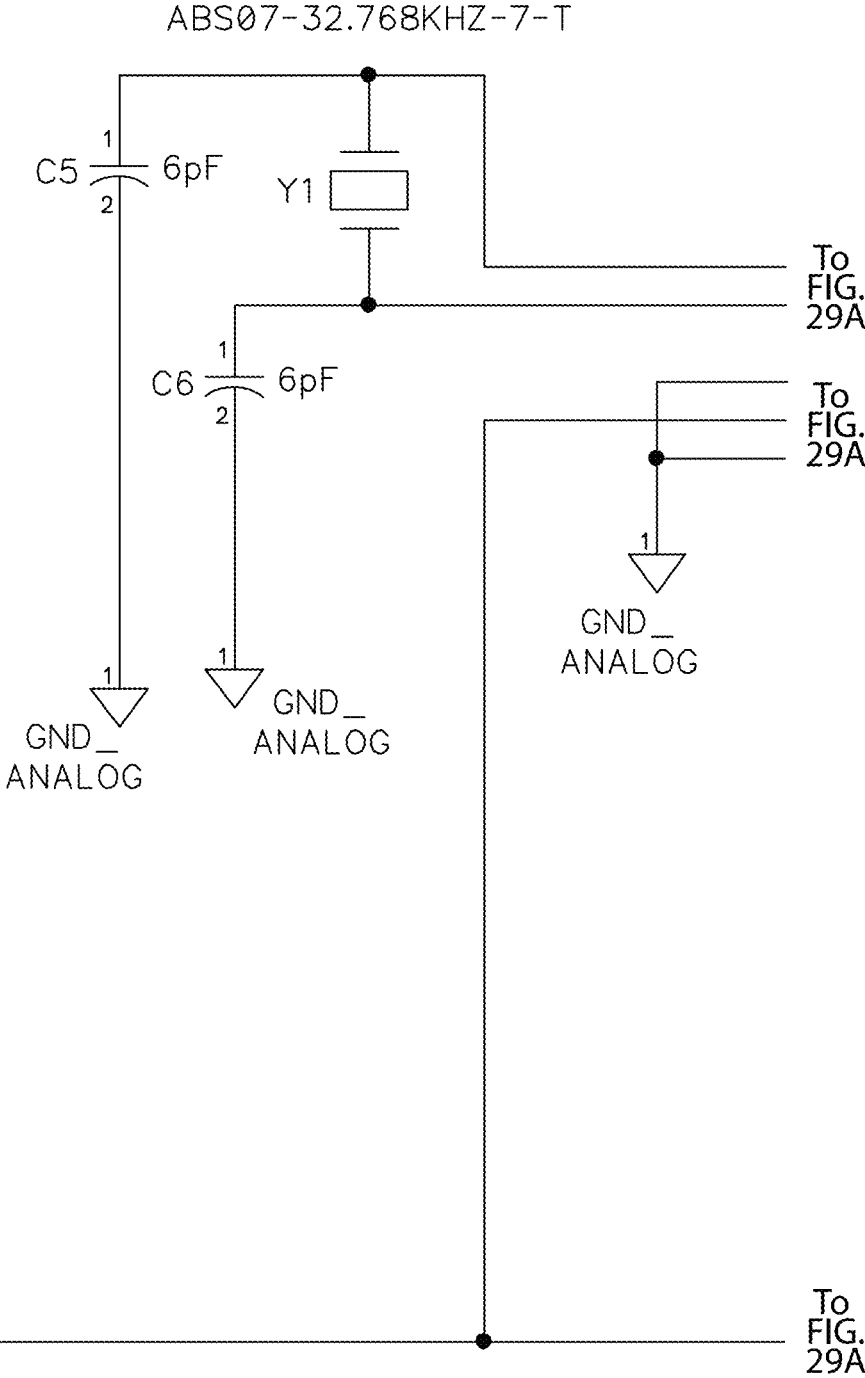 ABS07-32.768KHZ-7-T
1
C5 6pF
2
Y1
To
FIG.
29A
1
C6 6pF
2
To
FIG.
29A
1
GND_
ANALOG
1
GND_
ANALOG
1
GND_
ANALOG
To
FIG.
29A